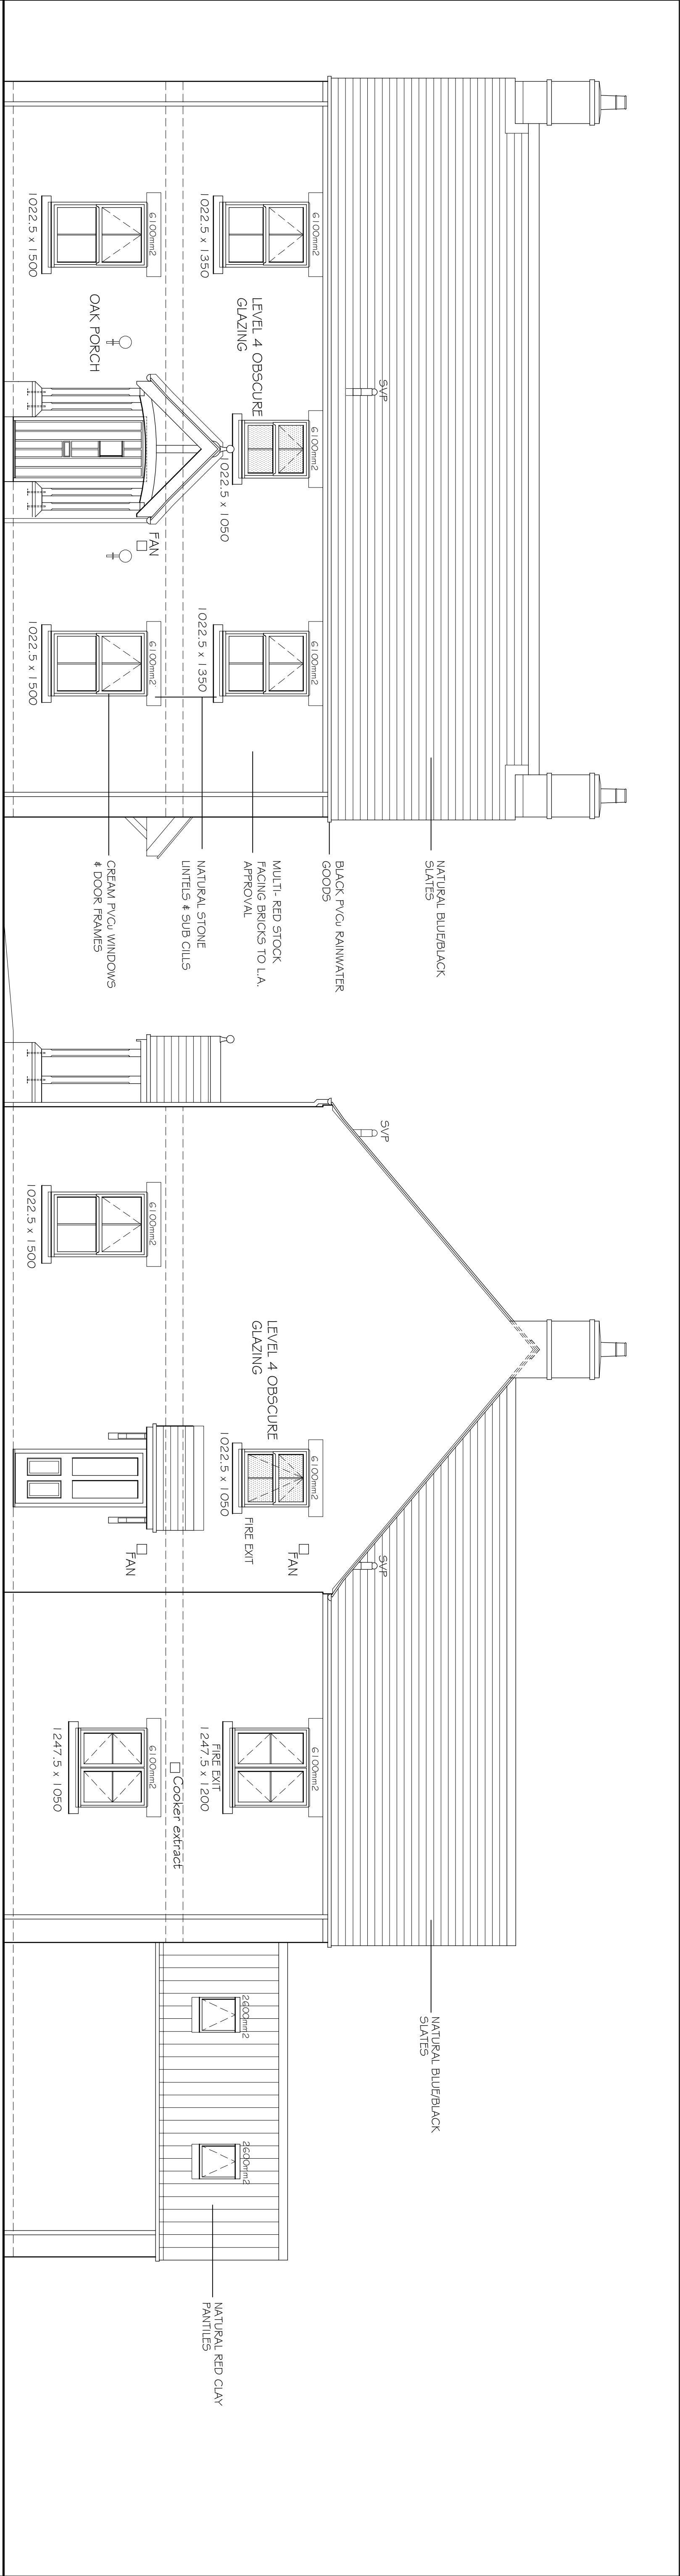 SVP
6100mm2
1022.5 x 1350
LEVEL 4 OBSCURE
GLAZING
6100mm2
1022.5 x 1050
6100mm2
1022.5 x 1350
6100mm2
1022.5 x 1500
OAK PORCH
FAN
6100mm2
1022.5 x 1500
NATURAL BLUE/BLACK
SLATES
BLACK PVCu RAINWATER
GOODS
MULTI- RED STOCK
FACING BRICKS TO L.A.
APPROVAL
NATURAL STONE
LINTELS & SUB CILLS
CREAM PVCu WINDOWS
& DOOR FRAMES
SVP
SVP
6100mm2
1022.5 x 1500
LEVEL 4 OBSCURE
GLAZING
6100mm2
1022.5 x 1050
FIRE EXIT
FAN
FAN
6100mm2
FIRE EXIT
1247.5 x 1200
Cooker extract
6100mm2
1247.5 x 1050
NATURAL BLUE/BLACK
SLATES
2600mm2
2600mm2
NATURAL RED CLAY
PANTILES